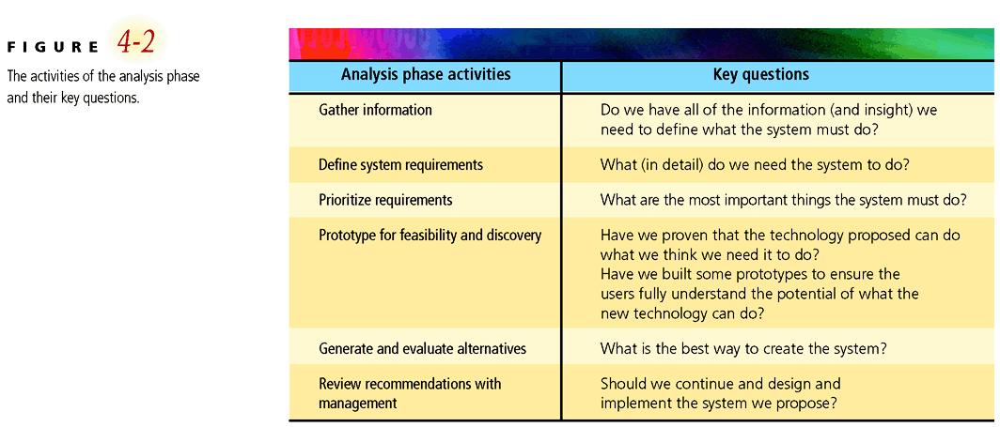 FIGURE 4-2
The activities of the analysis phase
and their key questions.
Analysis phase activities
Key questions
Gather information
Do we have all of the information (and insight) we
need to define what the system must do?
Define system requirements
What (in detail) do we need the system to do?
Prioritize requirements
What are the most important things the system must do?
Prototype for feasibility and discovery
Have we proven that the technology proposed can do
what we think we need it to do?
Have we built some prototypes to ensure the
users fully understand the potential of what the
new technology can do?
Generate and evaluate alternatives
What is the best way to create the system?
Review recommendations with
management
Should we continue and design and
implement the system we propose?